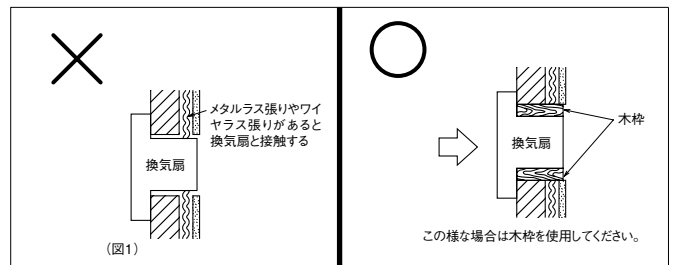 メタルラス張りやワイ
ヤラス張りがあると
換気扇と接触する
換気扇
(図1)
木枠
換気扇
この様な場合は木枠を使用してください。